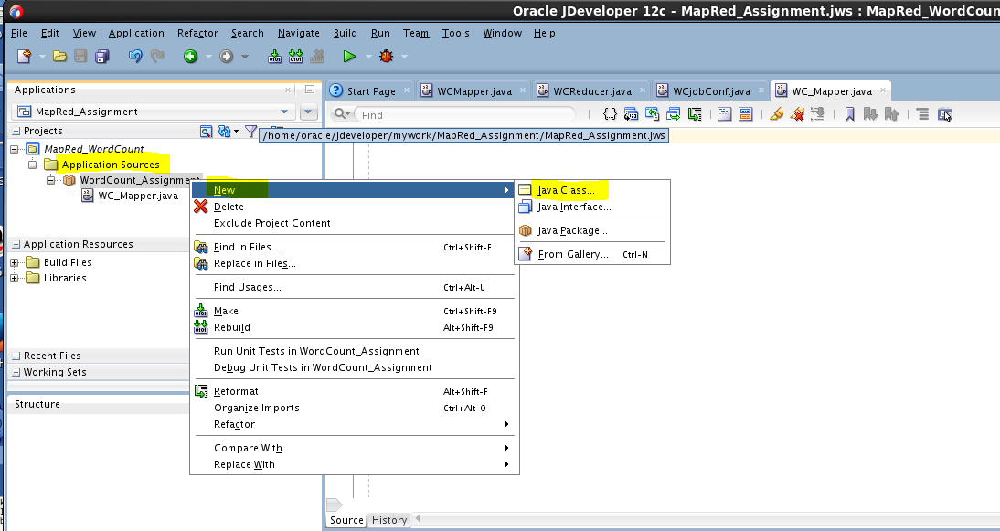 Oracle JDeveloper 12c - MapRed_Assignment.jws : MapRed_WordCoun
File Edit View Application Refactor Search Navigate Build Run Team Tools Window Help
Applications
MapRed_Assignment
Projects
MapRed_WordCount
Application Sources
WordCount_Assignment
WC_Mapper.java
Application Resources
Build Files
Libraries
Recent Files
Working Sets
Structure
Start Page WCMapper.java WCReducer.java WCjobConf.java WC_Mapper.java
Find
/home/oracle/jdeveloper/mywork/MapRed_Assignment/MapRed_Assignment.jws
New
Delete
Exclude Project Content
Find in Files... Ctrl+Shift-F
Replace in Files...
Find Usages... Ctrl+Alt-U
Make Ctrl+Shift-F9
Rebuild Alt+Shift-F9
Run Unit Tests in WordCount_Assignment
Debug Unit Tests in WordCount_Assignment
Reformat Alt+Shift-F
Organize Imports Ctrl+Alt-O
Refactor
Compare With
Replace With
Java Class...
Java Interface...
Java Package...
From Gallery... Ctrl-N
Source History